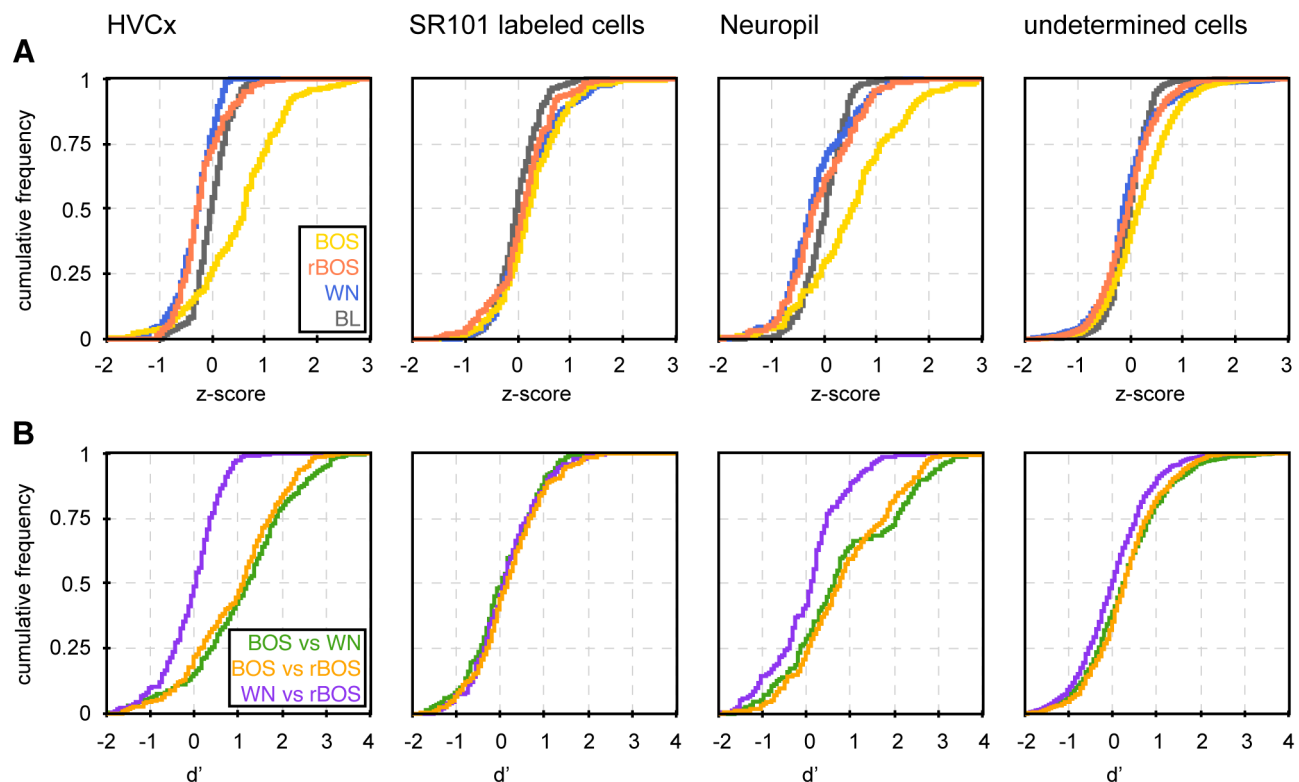 HVCx SR101 labeled cells Neuropil undetermined cells
A
1
0.75
0.5
0.25
0
cumulative frequency
BOS
rBOS
WN
BL
-2 -1 0 1 2 3 -2 -1 0 1 2 3 -2 -1 0 1 2 3 -2 -1 0 1 2 3
z-score z-score z-score z-score
B
1
0.75
0.5
0.25
0
cumulative frequency
BOS vs WN
BOS vs rBOS
WN vs rBOS
-2 -1 0 1 2 3 4 -2 -1 0 1 2 3 4 -2 -1 0 1 2 3 4 -2 -1 0 1 2 3 4
d' d' d' d'